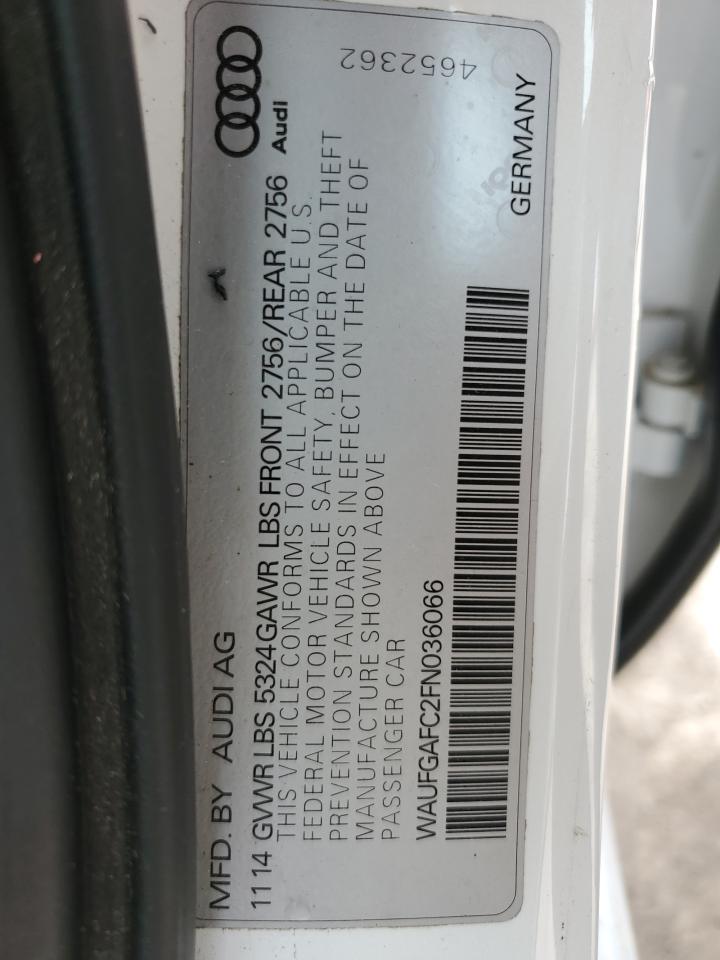 MFD. BY AUDI AG
11 14 GVWR LBS 5324 GAWR LBS FRONT 2756/REAR 2756
Audi
THIS VEHICLE CONFORMS TO ALL APPLICABLE U.S.
FEDERAL MOTOR VEHICLE SAFETY, BUMPER AND THEFT
PREVENTION STANDARDS IN EFFECT ON THE DATE OF
MANUFACTURE SHOWN ABOVE
PASSENGER CAR
4652362
WAUFGAFC2FN036066
GERMANY